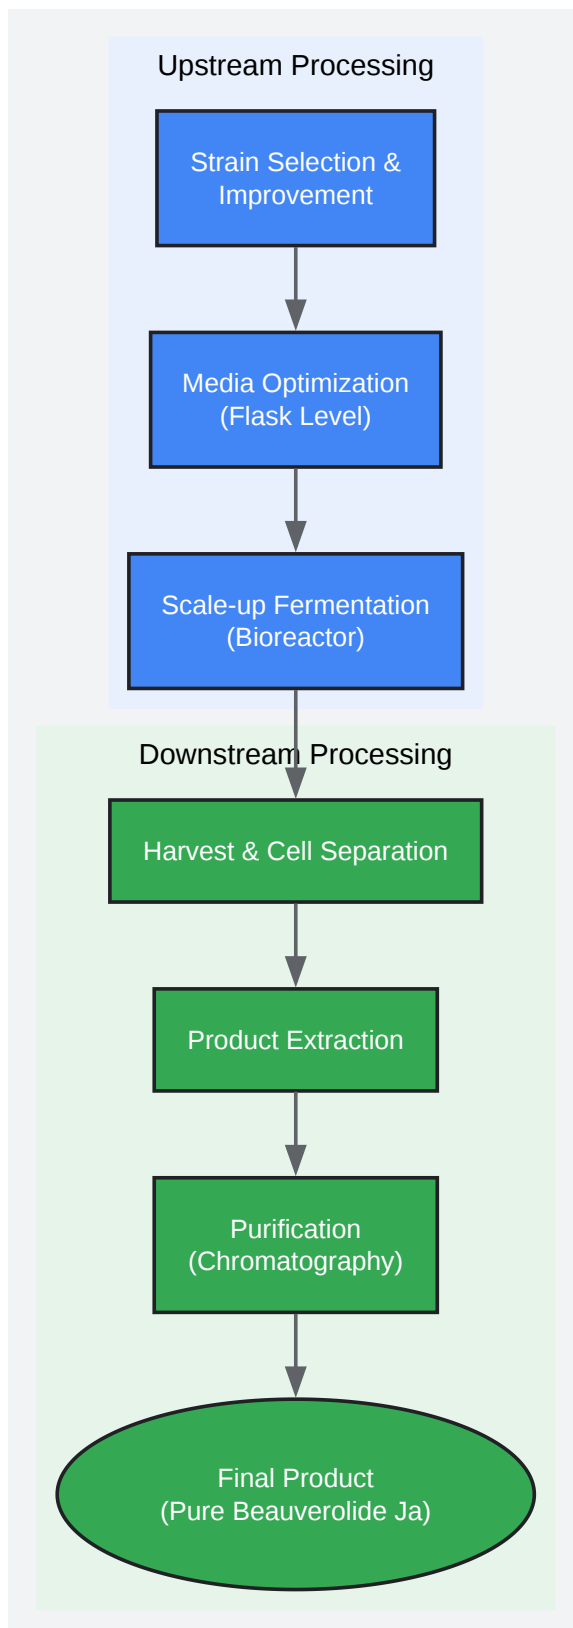 Upstream Processing
Strain Selection &
Improvement
Media Optimization
(Flask Level)
Scale-up Fermentation
(Bioreactor)
Downstream Processing
Harvest & Cell Separation
Product Extraction
Purification
(Chromatography)
Final Product
(Pure Beauverolide Ja)